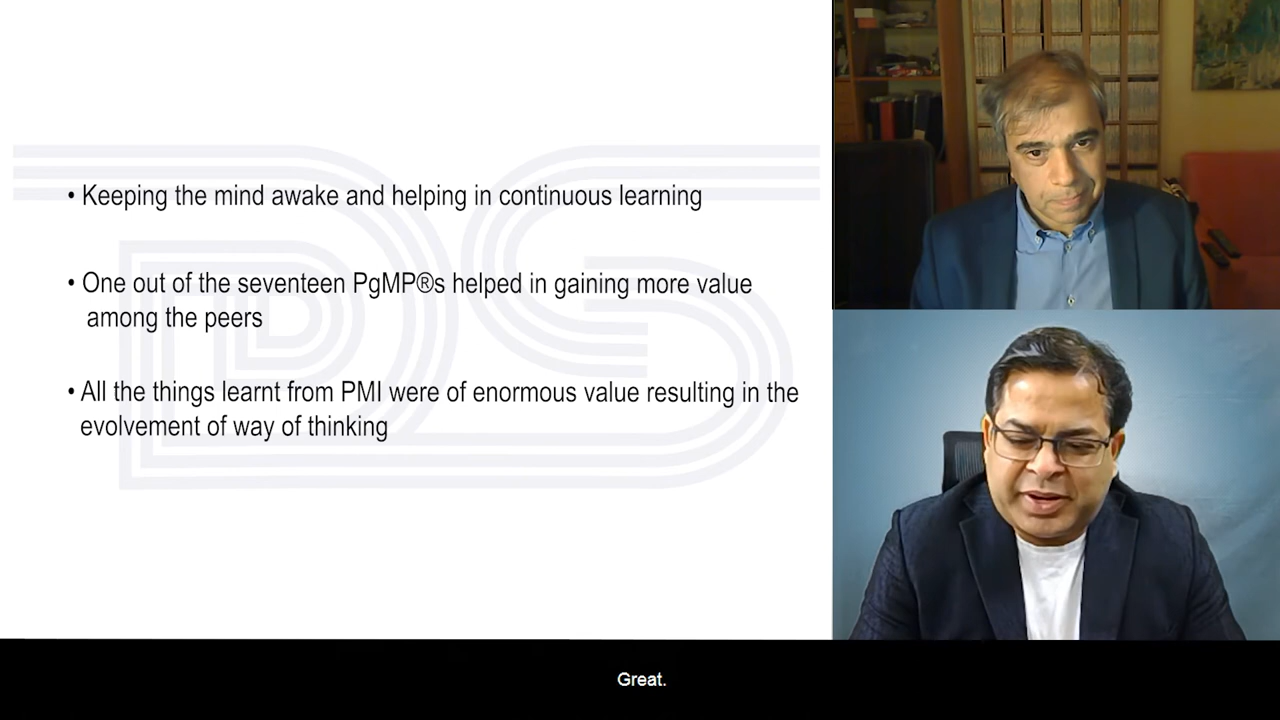 • Keeping the mind awake and helping in continuous learning
• One out of the seventeen PgMP®s helped in gaining more value
among the peers
• All the things learnt from PMI were of enormous value resulting in the
evolvement of way of thinking
Great.